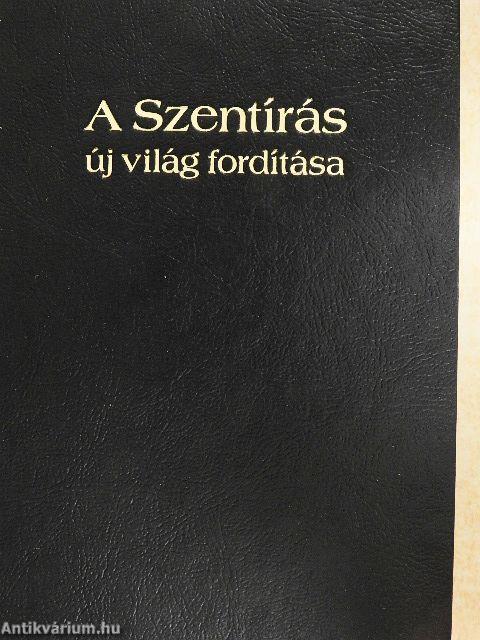 A Szentírás
új világ fordítása
Antikvárium.hu